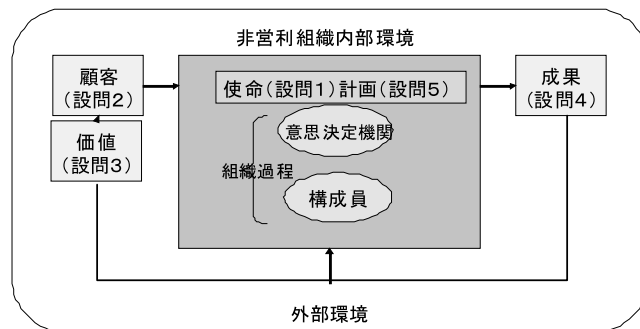 非営利組織内部環境
顧客
(設問2)
価値
(設問3)
使命(設問1)計画(設問5)
意思決定機関
組織過程
構成員
成果
(設問4)
外部環境